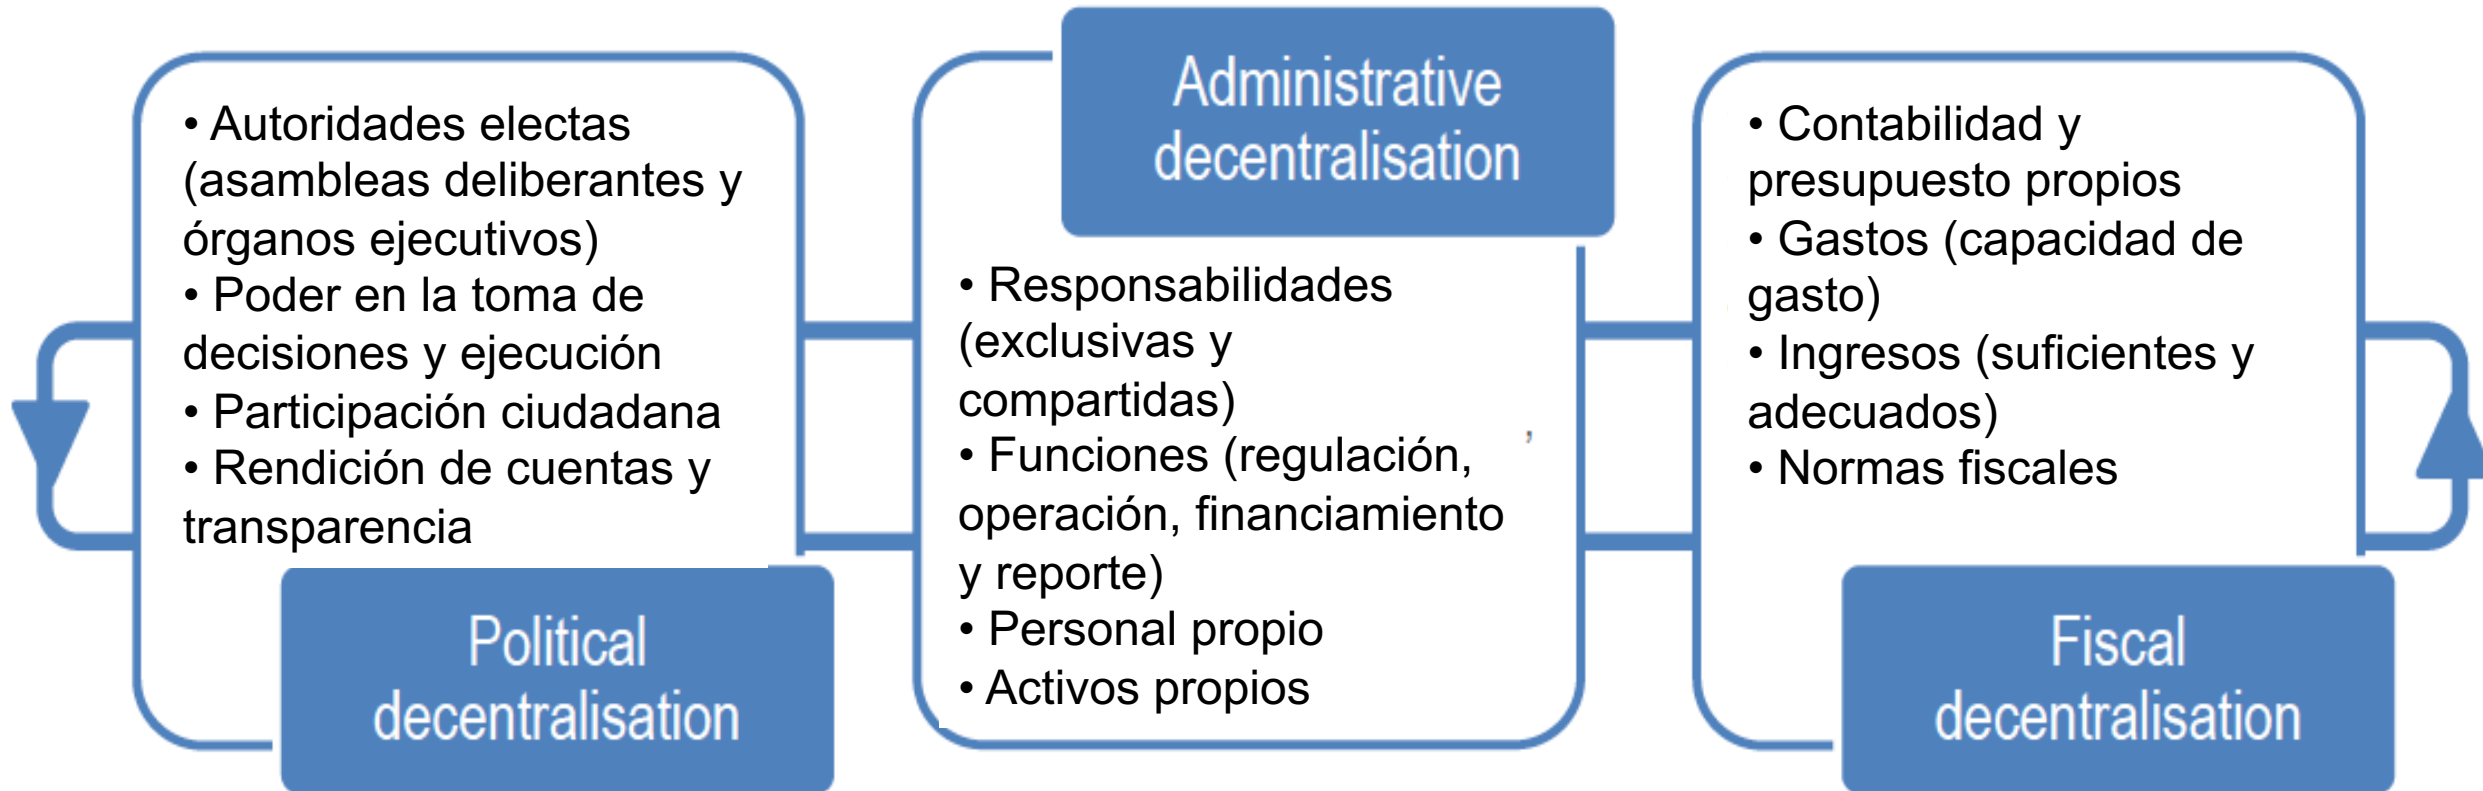 • Autoridades electas
(asambleas deliberantes y
órganos ejecutivos)
• Poder en la toma de
decisiones y ejecución
• Participación ciudadana
• Rendición de cuentas y
transparencia
Political
decentralisation
Administrative
decentralisation
• Responsabilidades
(exclusivas y
compartidas)
• Funciones (regulación,
operación, financiamiento
y reporte)
• Personal propio
• Activos propios
,
• Contabilidad y
presupuesto propios
• Gastos (capacidad de
gasto)
• Ingresos (suficientes y
adecuados)
• Normas fiscales
Fiscal
decentralisation